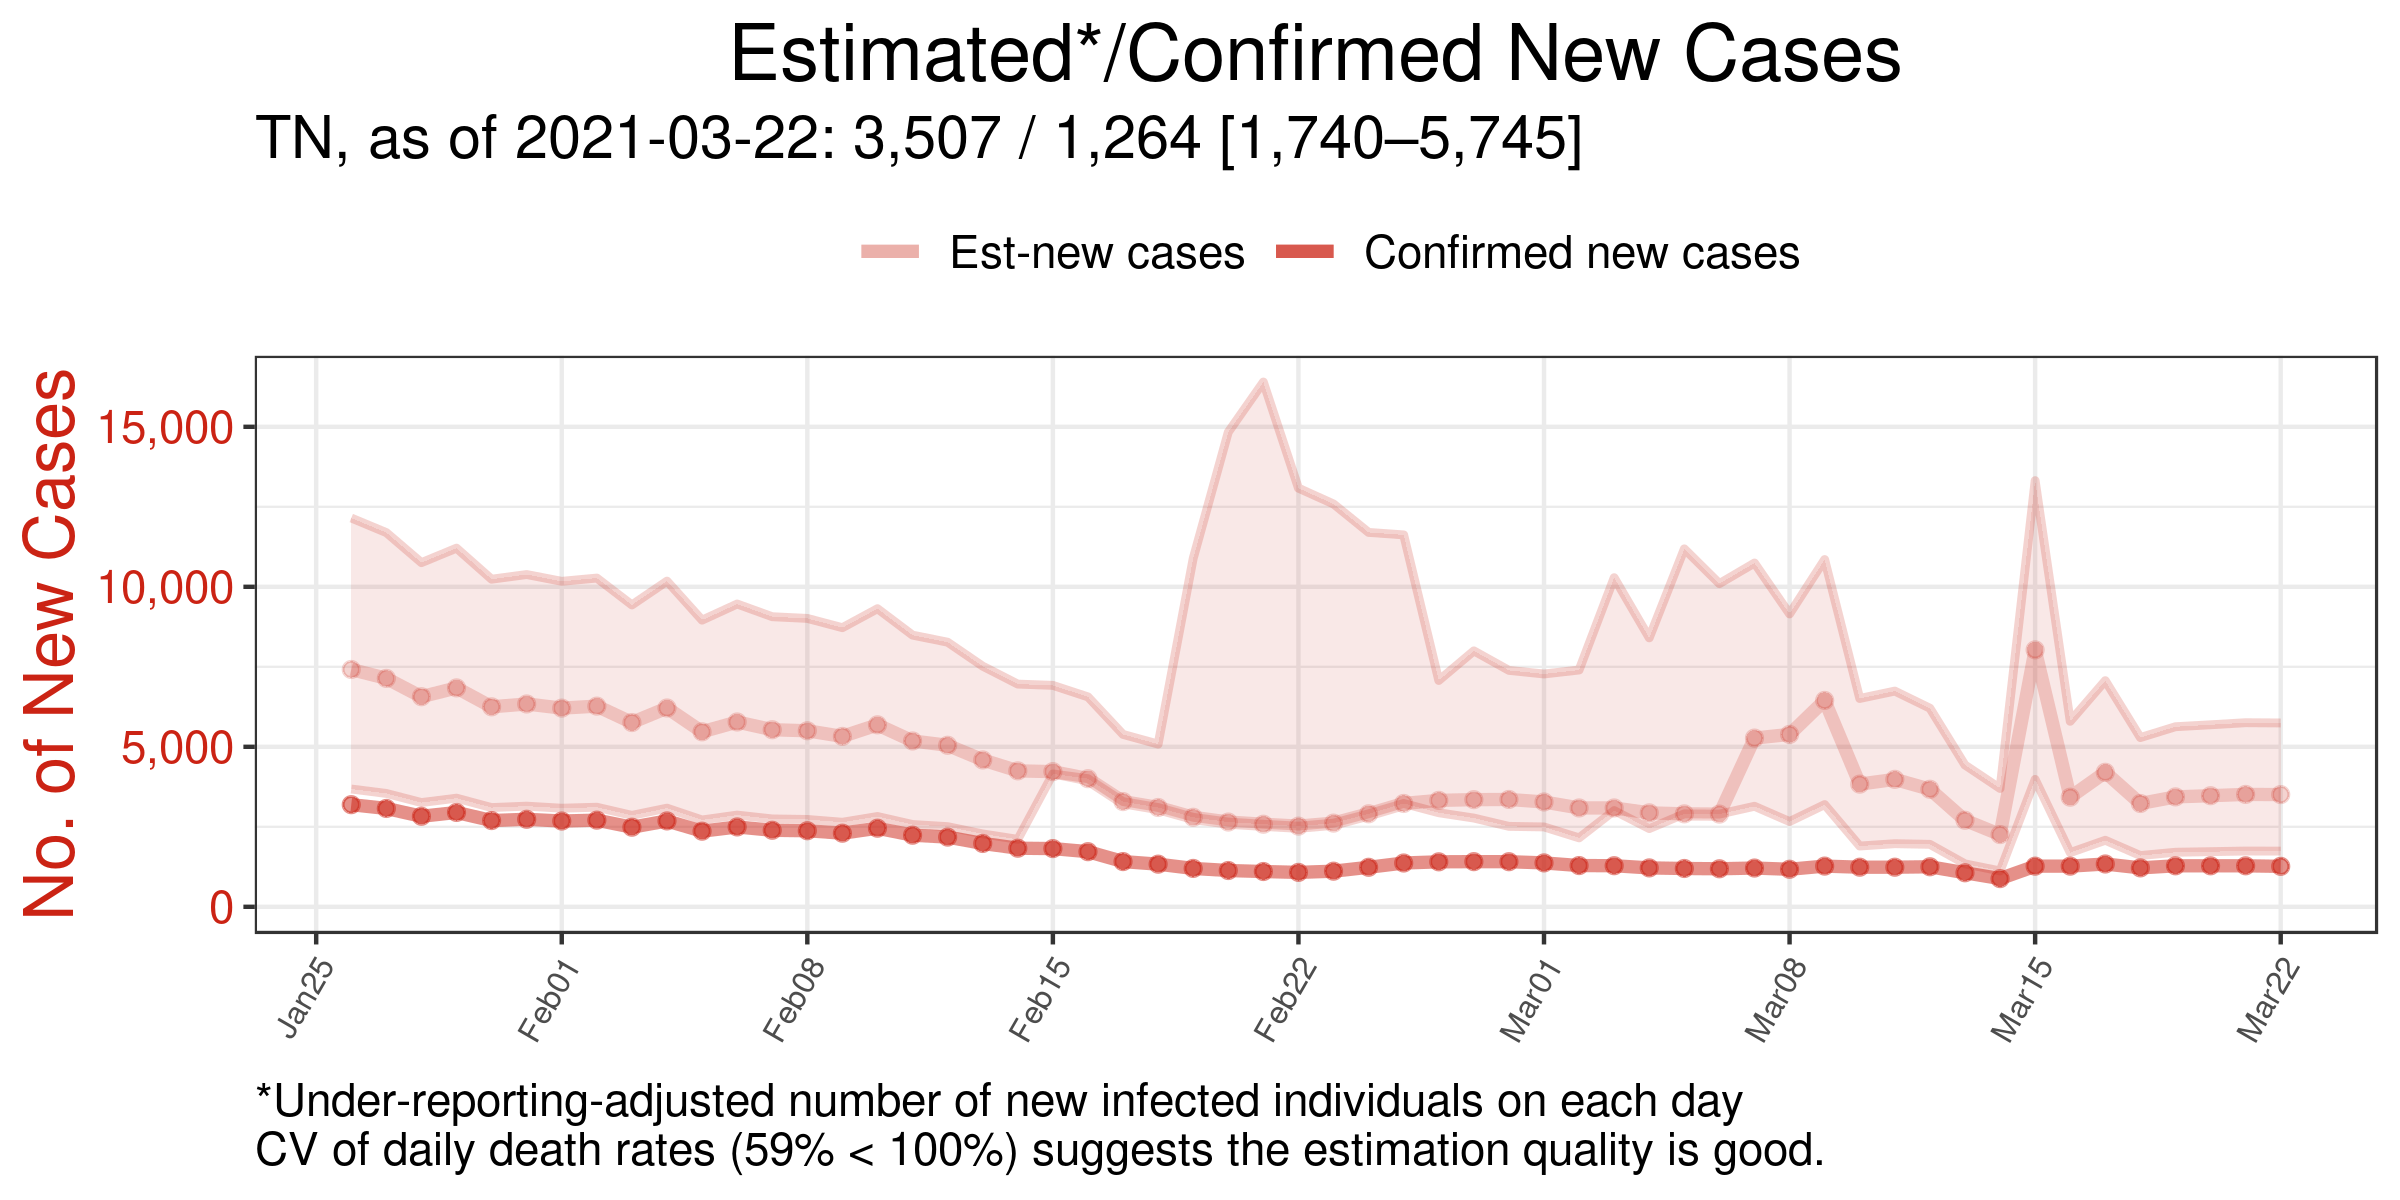 Estimated*/Confirmed New Cases
TN, as of 2021-03-22: 3,507 / 1,264 [1,740–5,745]
Est-new cases
Confirmed new cases
No. of New Cases
15,000
10,000
5,000
0
Jan25
Feb01
Feb08
Feb15
Feb22
Mar01
Mar08
Mar15
Mar22
*Under-reporting-adjusted number of new infected individuals on each day
CV of daily death rates (59% < 100%) suggests the estimation quality is good.